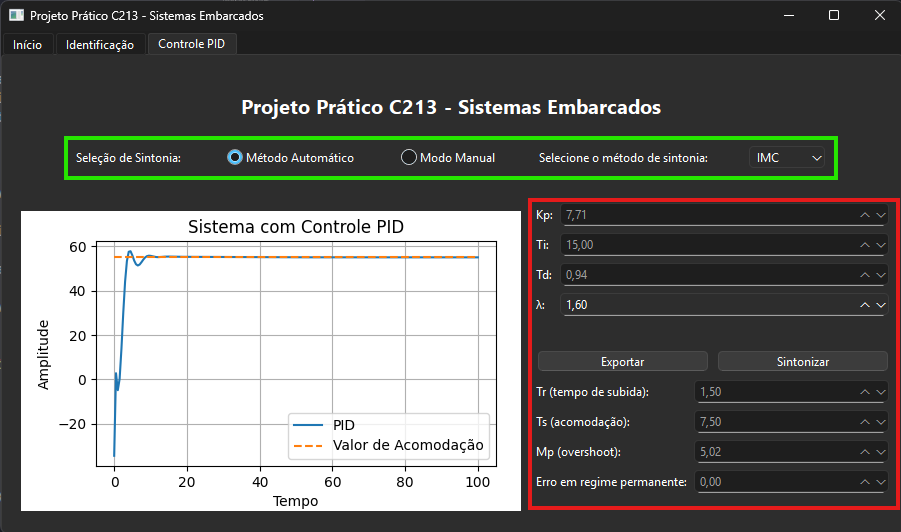 Projeto Prático C213 - Sistemas Embarcados
Início Identificação Controle PID
Projeto Prático C213 - Sistemas Embarcados
Seleção de Sintonia: Método Automático Modo Manual Selecione o método de sintonia: IMC
Sistema com Controle PID
60
40
20
0
−20
Amplitude
PID
Valor de Acomodação
0 20 40 60 80 100
Tempo
Kp: 7,71
Ti: 15,00
Td: 0,94
λ: 1,60
Exportar Sintonizar
Tr (tempo de subida): 1,50
Ts (acomodação): 7,50
Mp (overshoot): 5,02
Erro em regime permanente: 0,00